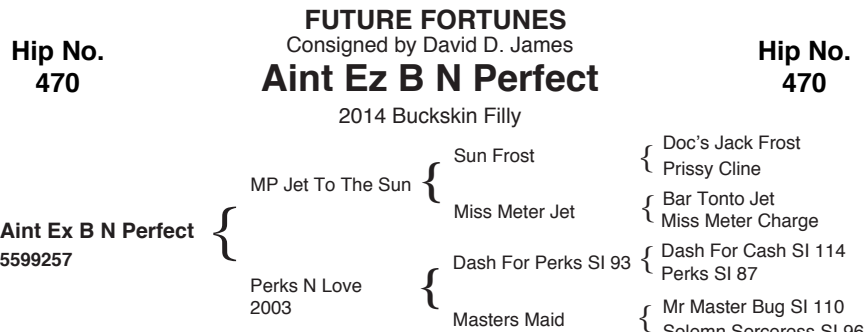 FUTURE FORTUNES
Consigned by David D. James
Hip No.
470
Aint Ez B N Perfect
Hip No.
470
2014 Buckskin Filly
Doc's Jack Frost
Sun Frost
Prissy Cline
MP Jet To The Sun
Bar Tonto Jet
Miss Meter Jet
Miss Meter Charge
Aint Ex B N Perfect
5599257
Dash For Cash SI 114
Dash For Perks SI 93
Perks SI 87
Perks N Love
2003
Mr Master Bug SI 110
Masters Maid
Solemn Sorceress SI 96